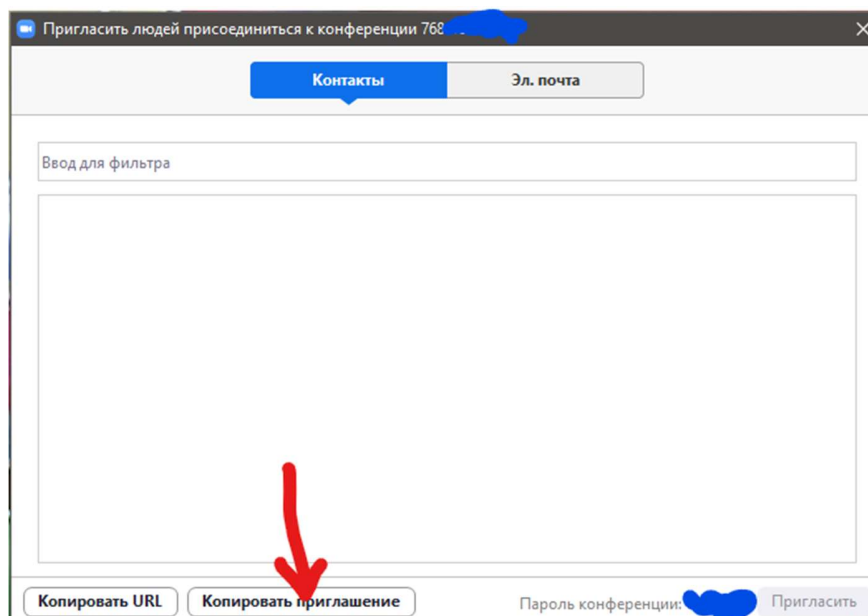 Пригласить людей присоединиться к конференции 768
Контакты
Эл. почта
Ввод для фильтра
Копировать URL
Копировать приглашение
Пароль конференции:
Пригласить